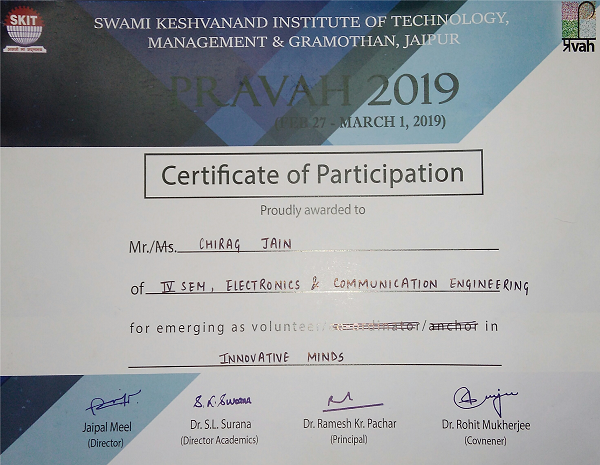 SKIT
SWAMI KESHVANAND INSTITUTE OF TECHNOLOGY,
MANAGEMENT & GRAMOTHAN, JAIPUR
प्रvah
PRAVAH 2019
(FEB 27 - MARCH 1, 2019)
Certificate of Participation
Proudly awarded to
Mr./Ms. CHIRAG JAIN
of IV SEM, ELECTRONICS & COMMUNICATION ENGINEERING
for emerging as volunteer/coordinator/anchor in
INNOVATIVE MINDS
S.L. Surana
Jaipal Meel
(Director)
Dr. S.L. Surana
(Director Academics)
Dr. Ramesh Kr. Pachar
(Principal)
Dr. Rohit Mukherjee
(Covnener)